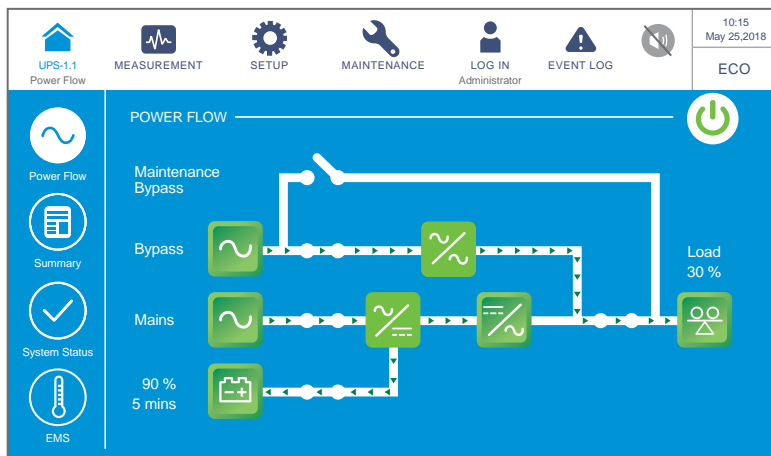 UPS-1.1
Power Flow
MEASUREMENT
SETUP
MAINTENANCE
LOG IN
Administrator
EVENT LOG
10:15
May 25,2018
ECO
Power Flow
Summary
System Status
EMS
POWER FLOW
Maintenance
Bypass
Bypass
Mains
90 %
5 mins
Load
30 %